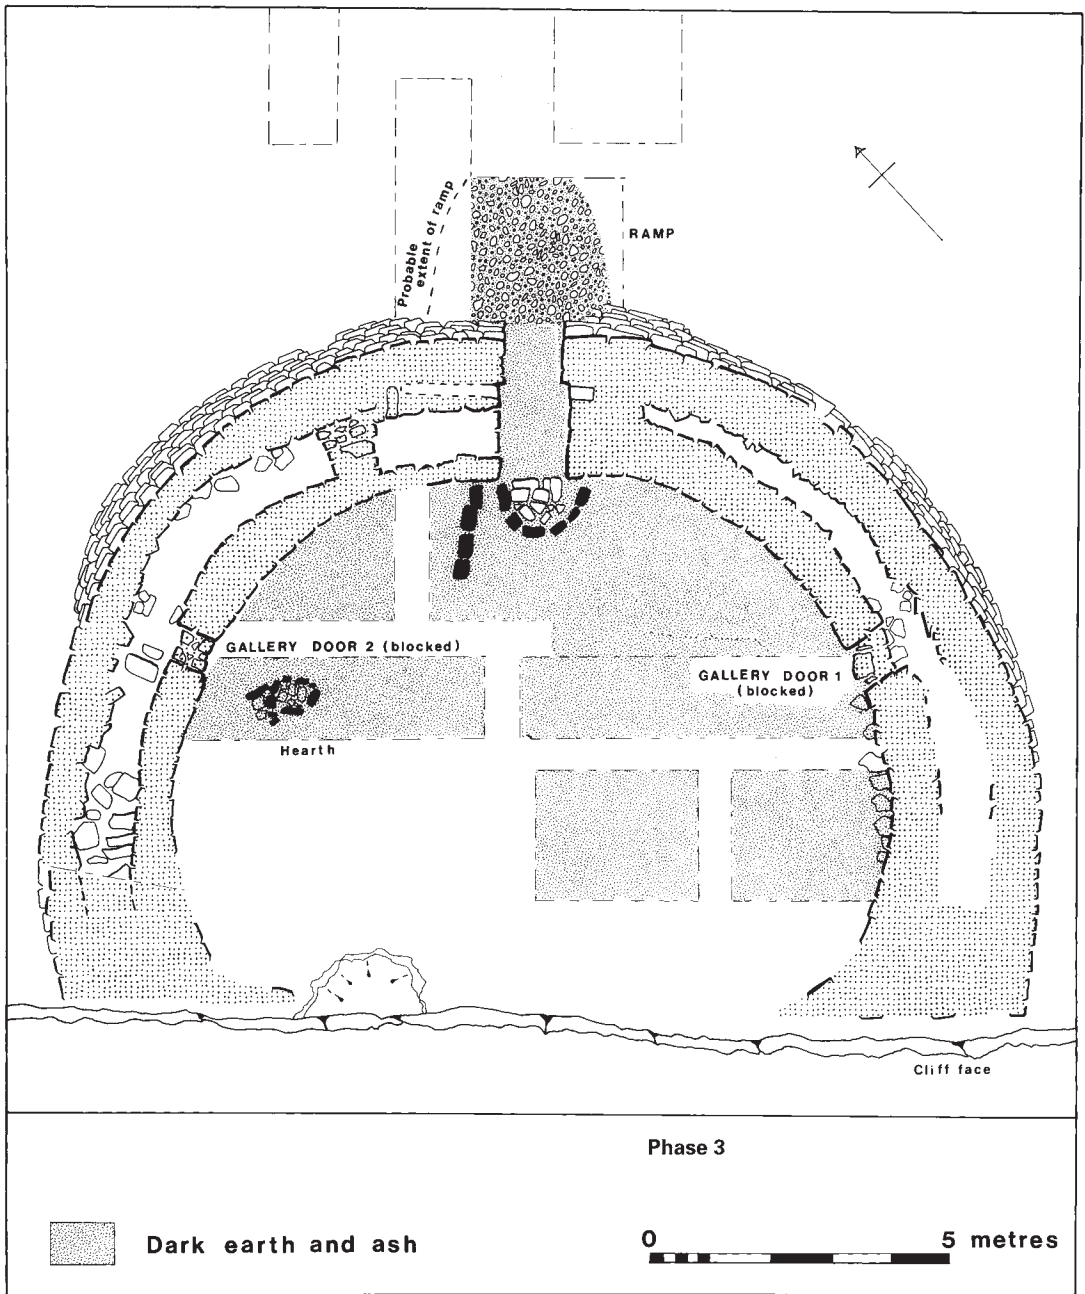 Probable
extent of ramp
RAMP
GALLERY DOOR 2 (blocked)
GALLERY DOOR 1
(blocked)
Hearth
Cliff face
Phase 3
Dark earth and ash
0 5 metres